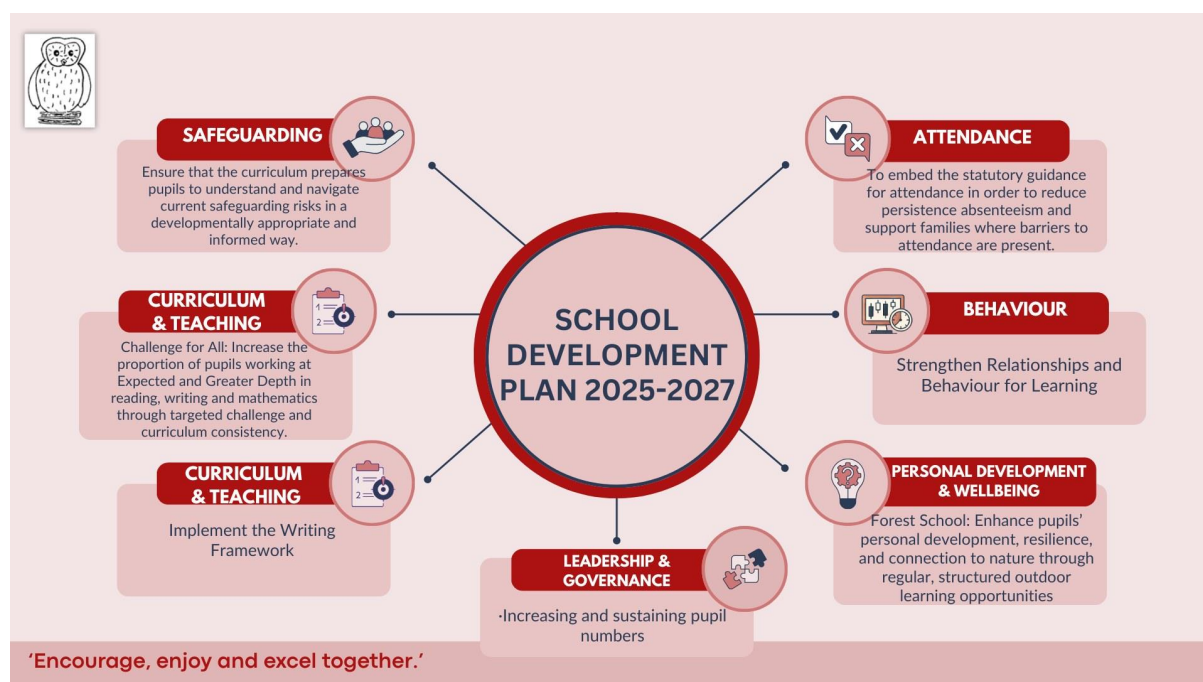 SAFEGUARDING
Ensure that the curriculum prepares
pupils to understand and navigate
current safeguarding risks in a
developmentally appropriate and
informed way.
CURRICULUM
& TEACHING
Challenge for All: Increase the
proportion of pupils working at
Expected and Greater Depth in
reading, writing and mathematics
through targeted challenge and
curriculum consistency.
CURRICULUM
& TEACHING
Implement the Writing
Framework
SCHOOL
DEVELOPMENT
PLAN 2025-2027
LEADERSHIP &
GOVERNANCE
·Increasing and sustaining pupil
numbers
ATTENDANCE
To embed the statutory guidance
for attendance in order to reduce
persistence absenteeism and
support families where barriers to
attendance are present.
BEHAVIOUR
Strengthen Relationships and
Behaviour for Learning
PERSONAL DEVELOPMENT
& WELLBEING
Forest School: Enhance pupils'
personal development, resilience,
and connection to nature through
regular, structured outdoor
learning opportunities
'Encourage, enjoy and excel together.'